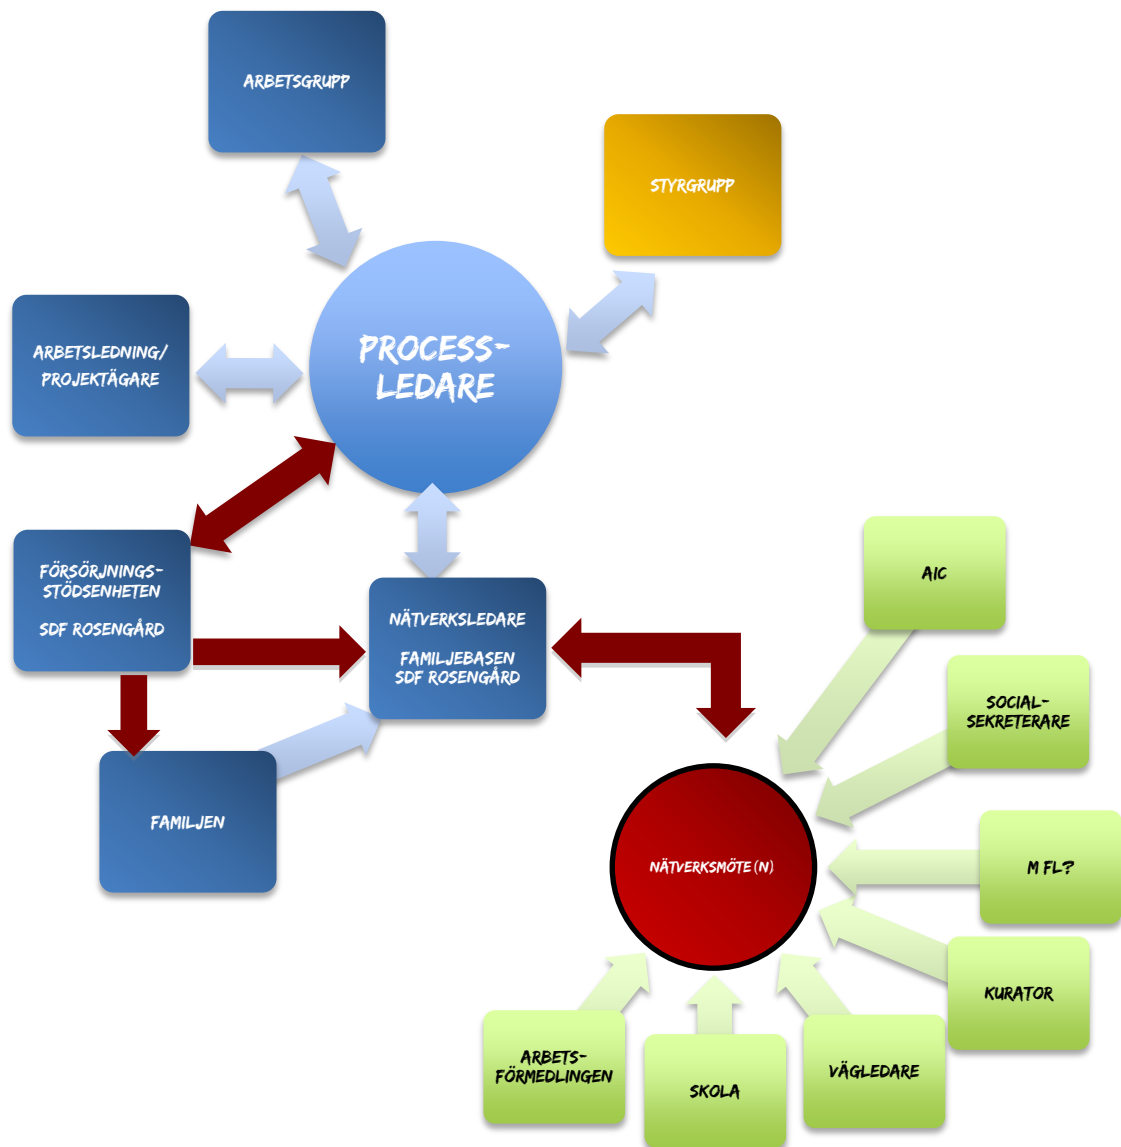 ARBETSGRUPP
STYRGRUPP
PROCESS-
LEDARE
ARBETSLEDNING/
PROJEKTÄGARE
FÖRSÖRJNINGS-
STÖDSENHETEN
SDF ROSENGÅRD
NÄTVERKSLEDARE
FAMILJEBASEN
SDF ROSENGÅRD
FAMILJEN
AIC
SOCIAL-
SEKRETERARE
M FL?
KURATOR
NÄTVERKSMÖTE(N)
ARBETS-
FÖRMEDLINGEN
SKOLA
VÄGLEDARE